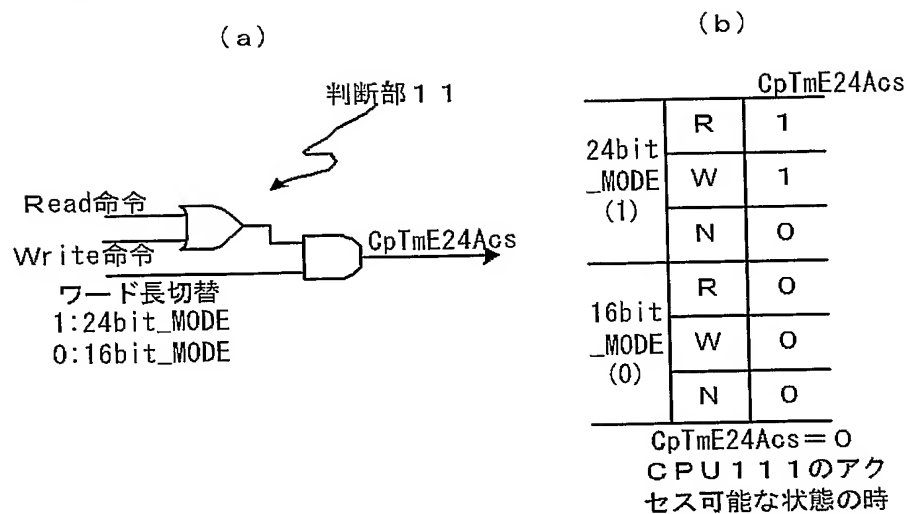 (a)
判断部11
Read命令
Write命令
CpTmE24Acs
ワード長切替
1:24bit_MODE
0:16bit_MODE
(b)
CpTmE24Acs
24bit
_MODE
(1)
R 1
W 1
N 0
16bit
_MODE
(0)
R 0
W 0
N 0
CpTmE24Acs=0
CPU111のアク
セス可能な状態の時